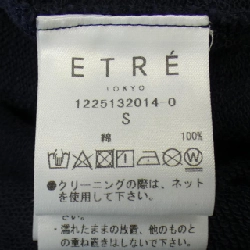 ETRÉ
TOKYO
1225132014-0
S
綿 100%
●クリーニングの際は、ネット
を使用して下さい。
さい。
・濡れたままの放置、他のものと
の重ね置きはしないで下さい